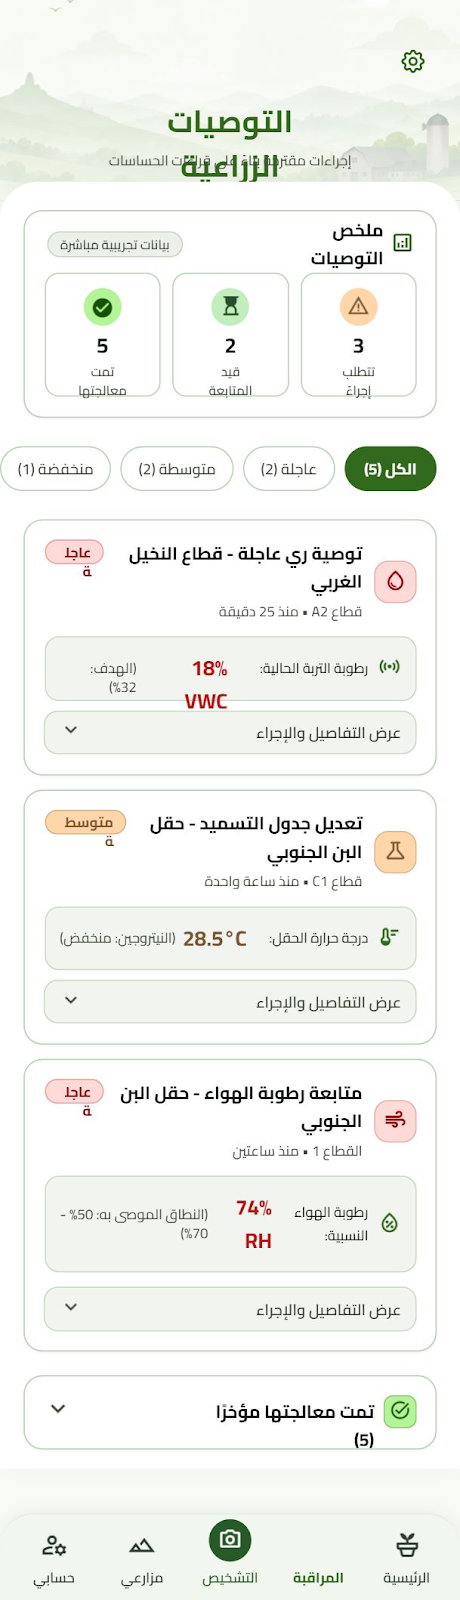 التوصيات
الزراعية
إجراءات مقترحة بناءً على قراءات الحساسات
ملخص
التوصيات
بيانات تجريبية مباشرة
3
تتطلب
إجراءً
2
قيد
المتابعة
5
تمت
معالجتها
الكل (5)
عاجلة (2)
متوسطة (2)
منخفضة (1)
توصية ري عاجلة - قطاع النخيل
الغربي
عاجل
ة
قطاع A2 • منذ 25 دقيقة
رطوبة التربة الحالية:
18%
VWC
(الهدف:
32%)
عرض التفاصيل والإجراء
تعديل جدول التسميد - حقل
البن الجنوبي
متوسط
ة
قطاع C1 • منذ ساعة واحدة
درجة حرارة الحقل:
28.5°C
(النيتروجين: منخفض)
عرض التفاصيل والإجراء
متابعة رطوبة الهواء - حقل البن
الجنوبي
عاجل
ة
القطاع 1 • منذ ساعتين
رطوبة الهواء
النسبية:
74%
RH
(النطاق الموصى به: 50% -
70%)
عرض التفاصيل والإجراء
تمت معالجتها مؤخرًا
(5)
الرئيسية
المراقبة
التشخيص
مزارعي
حسابي